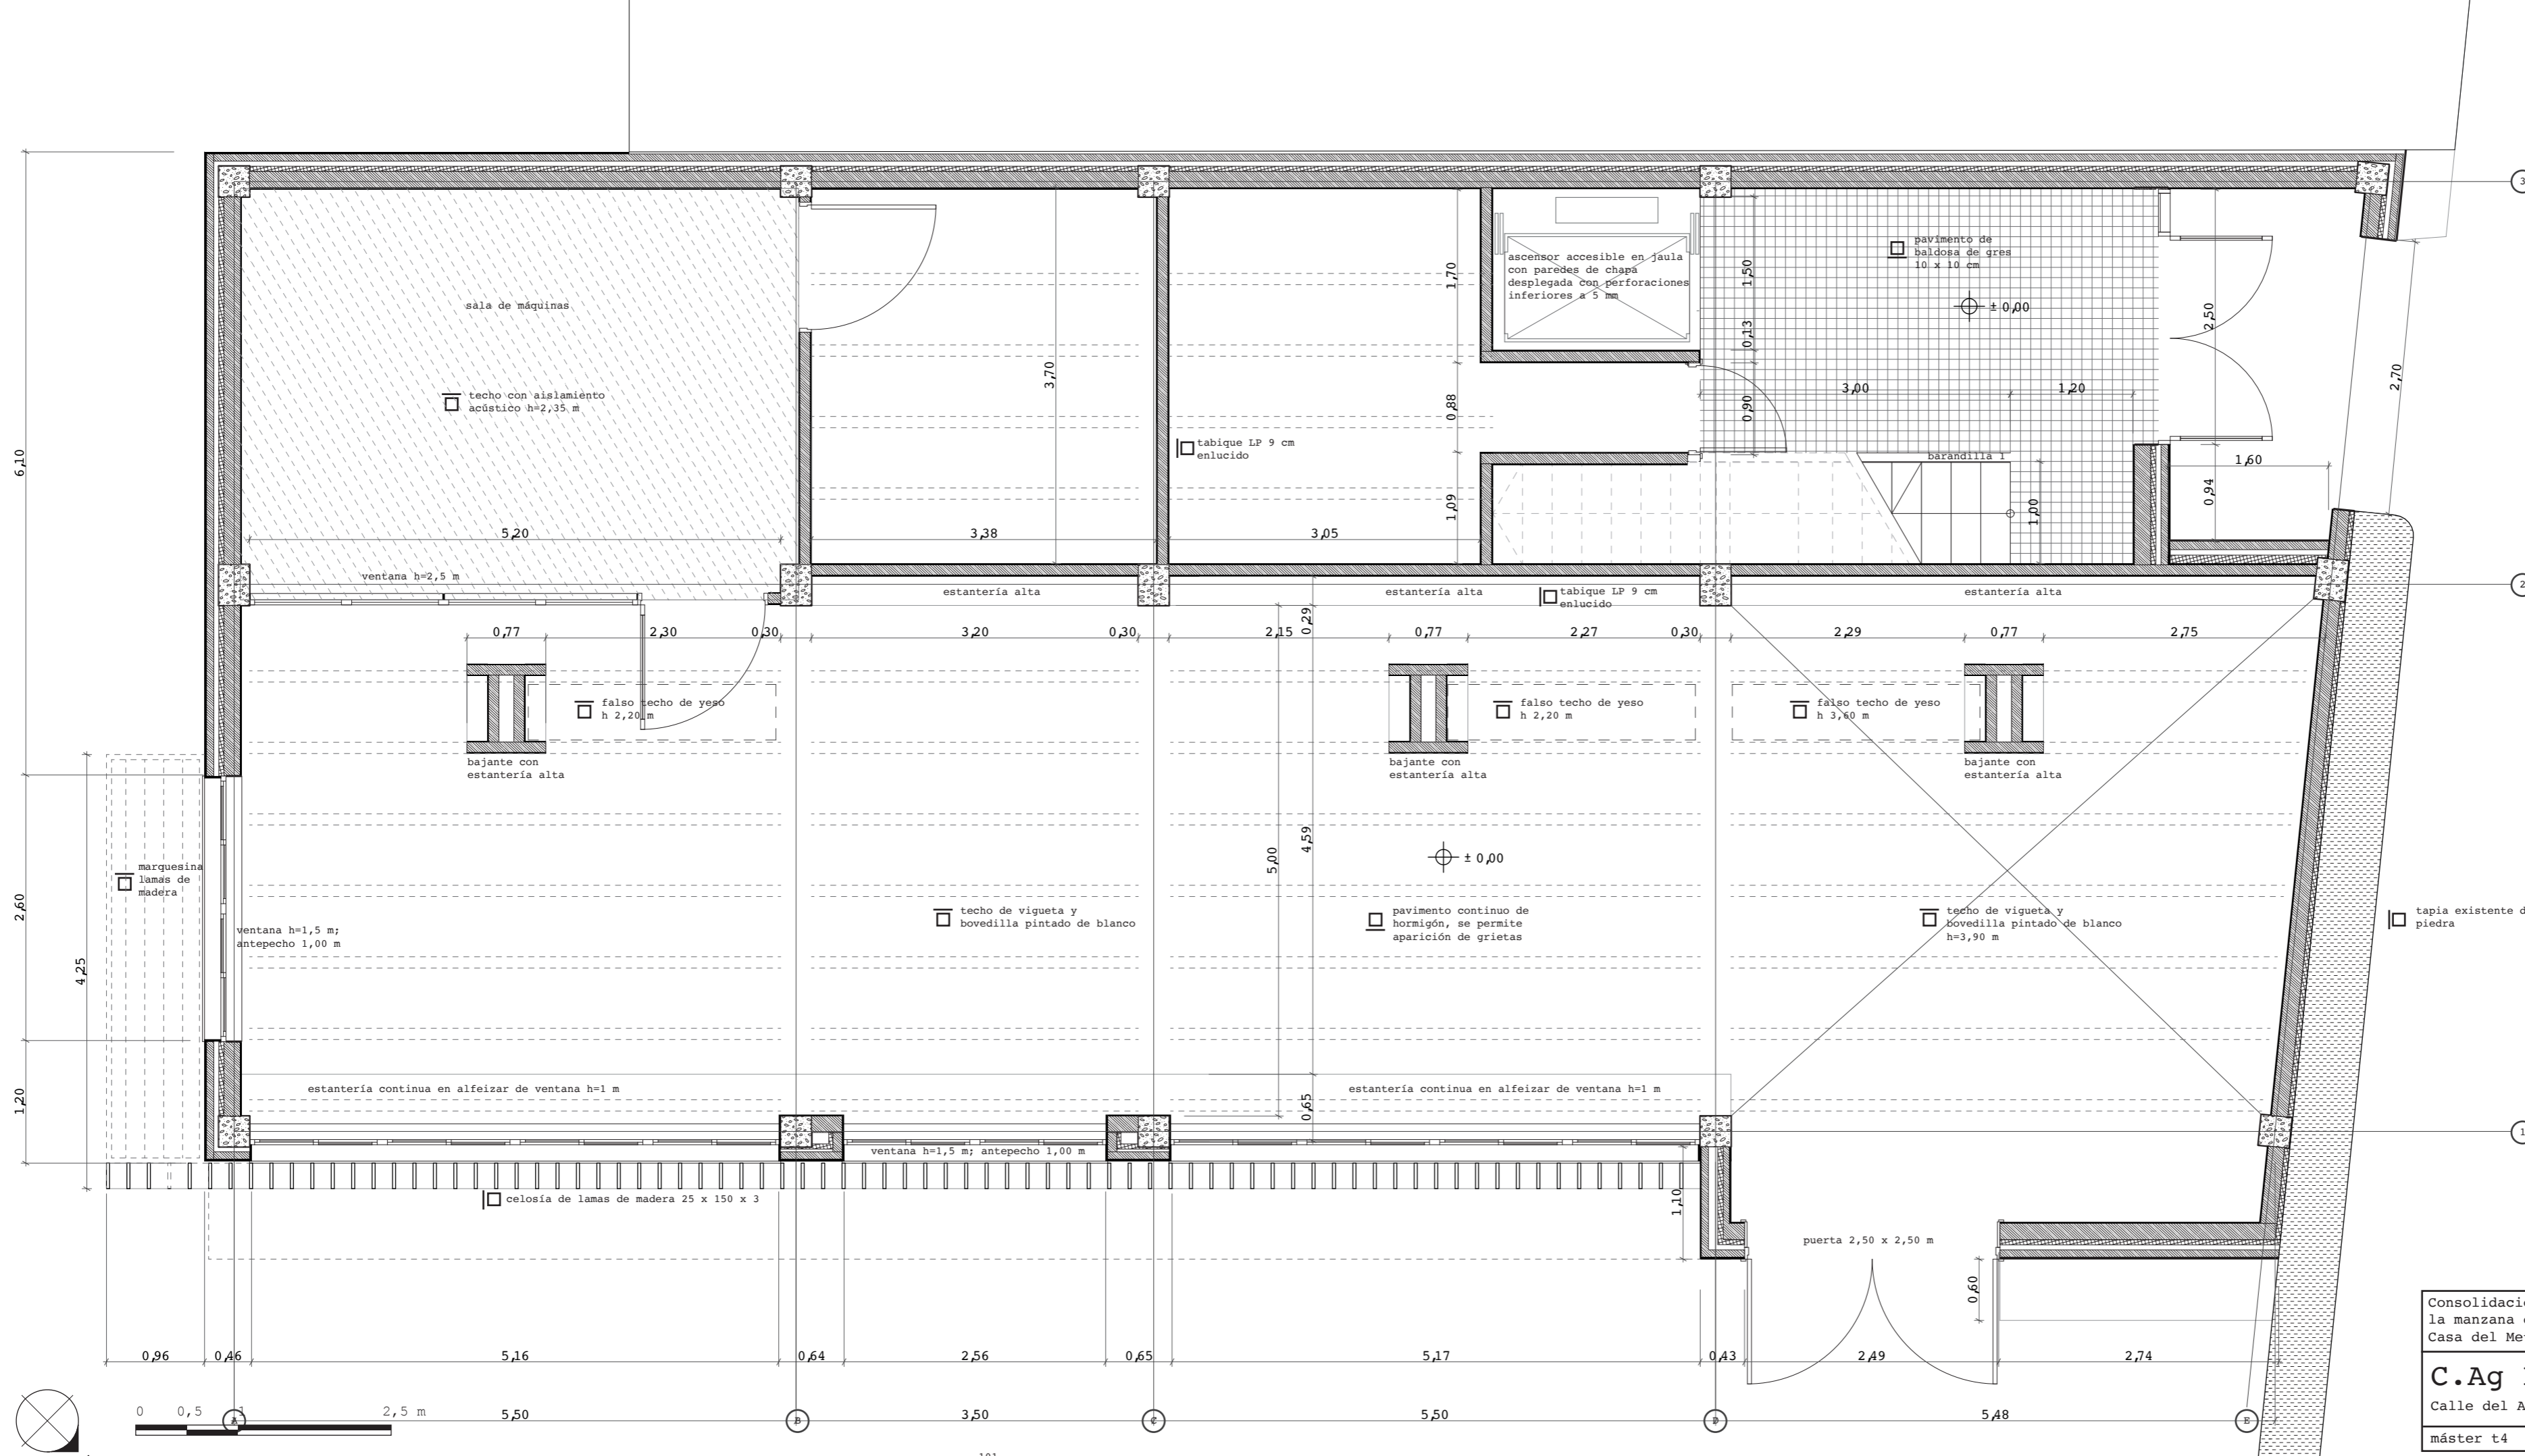 3
pavimento de
baldosa de gres
10 x 10 cm
ascensor accesible en jaula
con paredes de chapa
desplegada con perforaciones
inferiores a 5 mm
1,70
1,50
± 0,00
sala de máquinas
2,50
0,13
3,70
2,70
techo con aislamiento
acústico h=2,35 m
3,00
1,20
0,88
0,90
tabique LP 9 cm
enlucido
6,10
barandilla 1
1,60
0,94
1,09
1,00
5,20
3,38
3,05
ventana h=2,5 m
2
estantería alta
estantería alta
tabique LP 9 cm
enlucido
estantería alta
0,29
0,77
2,30
0,30
3,20
0,30
2,15
0,77
2,27
0,30
2,29
0,77
2,75
falso techo de yeso
h 2,20 m
falso techo de yeso
h 2,20 m
falso techo de yeso
h 3,60 m
bajante con
estantería alta
bajante con
estantería alta
bajante con
estantería alta
4,59
5,00
± 0,00
marquesina
lamas de
madera
2,60
ventana h=1,5 m;
antepecho 1,00 m
techo de vigueta y
bovedilla pintado de blanco
pavimento continuo de
hormigón, se permite
aparición de grietas
techo de vigueta y
bovedilla pintado de blanco
h=3,90 m
tapia existente d
piedra
4,25
1,20
estantería continua en alfeizar de ventana h=1 m
estantería continua en alfeizar de ventana h=1 m
0,65
1
ventana h=1,5 m; antepecho 1,00 m
celosía de lamas de madera 25 x 150 x 3
1,10
puerta 2,50 x 2,50 m
0,60
Consolidaci
la manzana
Casa del Me
0,96
0,46
5,16
0,64
2,56
0,65
5,17
0,43
2,49
2,74
C.Ag
Calle del A
0
0,5
1
2,5 m
A
5,50
B
3,50
C
5,50
D
5,48
E
máster t4